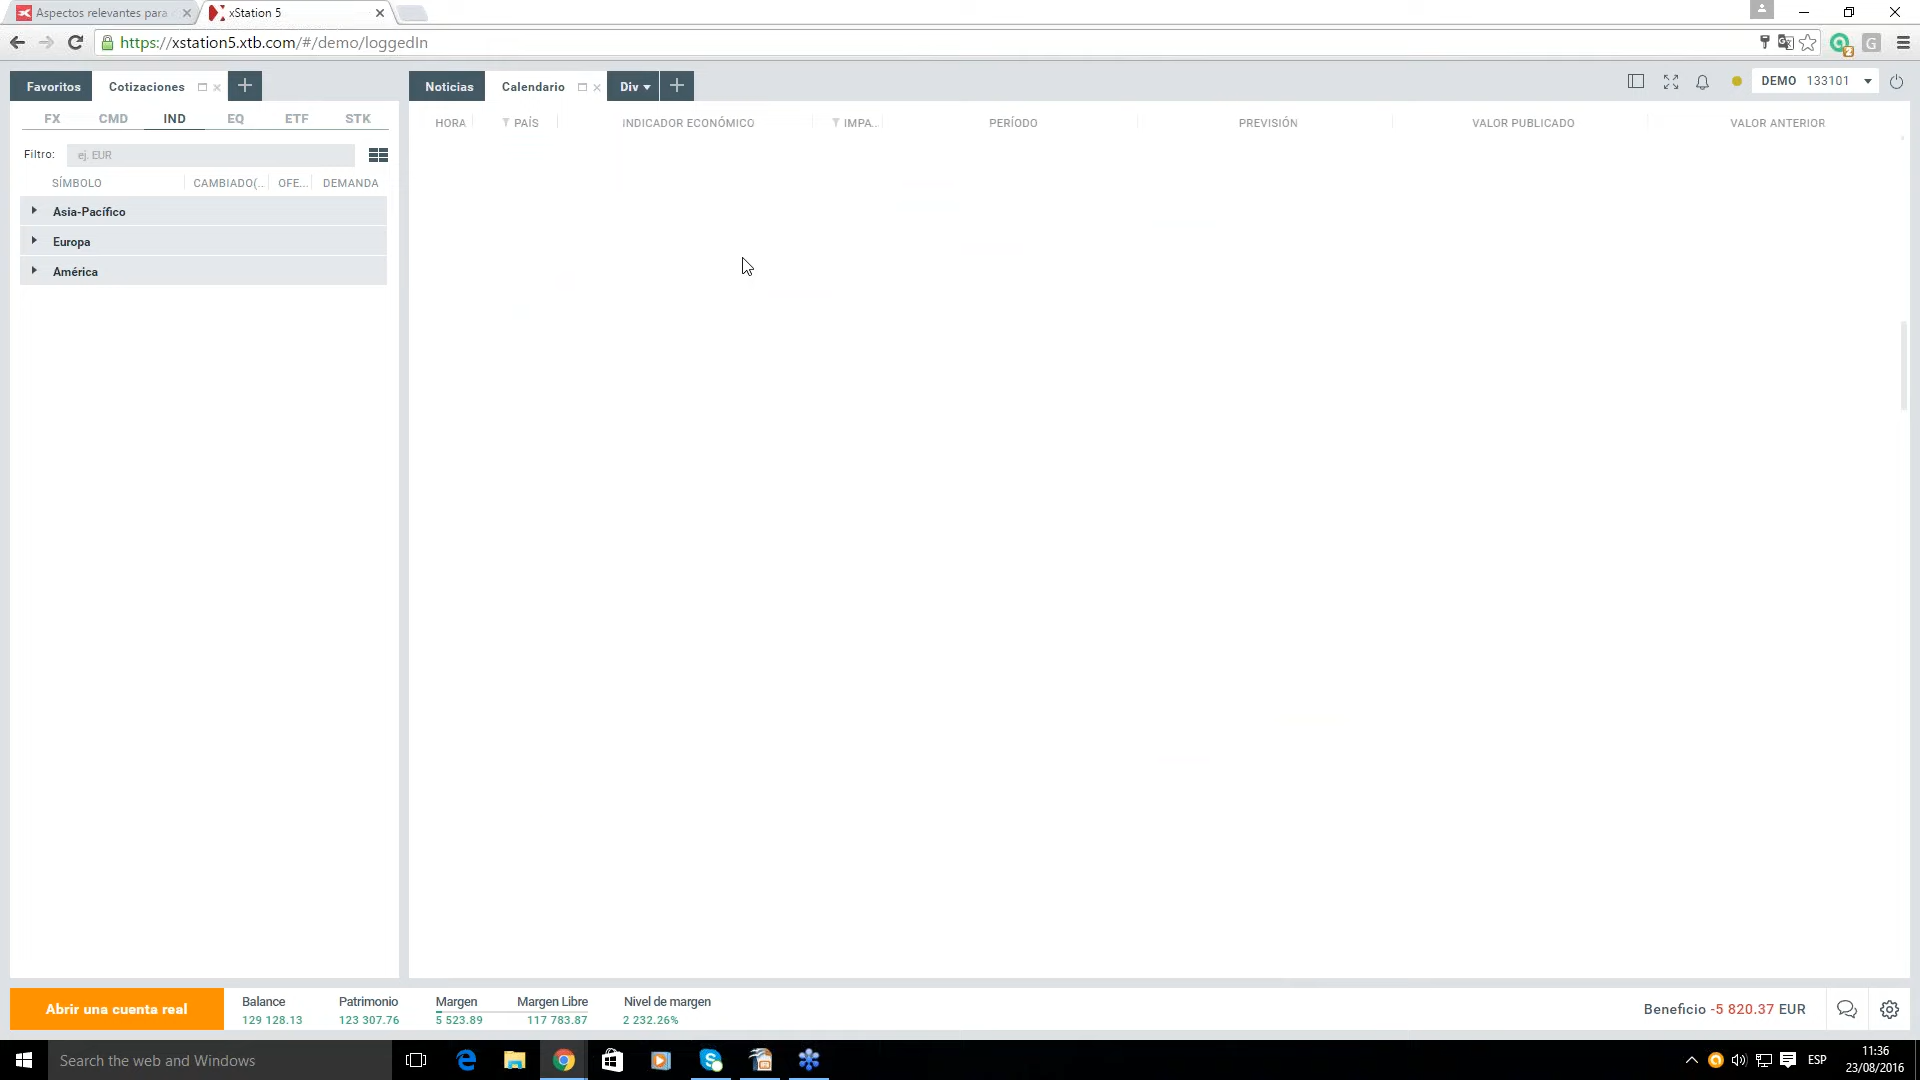 Aspectos relevantes para
xStation 5
https://xstation5.xtb.com/#/demo/loggedIn
G
2
Favoritos
Cotizaciones
Noticias
Calendario
Div
DEMO 133101
FX
CMD
IND
EQ
ETF
STK
Filtro:
ej. EUR
SÍMBOLO
CAMBIADO(..
OFE...
DEMANDA
Asia-Pacífico
Europa
América
HORA
PAÍS
INDICADOR ECONÓMICO
IMPA...
PERÍODO
PREVISIÓN
VALOR PUBLICADO
VALOR ANTERIOR
Abrir una cuenta real
Balance
129 128.13
Patrimonio
123 307.76
Margen
5 523.89
Margen Libre
117 783.87
Nivel de margen
2 232.26%
Beneficio -5 820.37 EUR
Search the web and Windows
ESP
11:36
23/08/2016